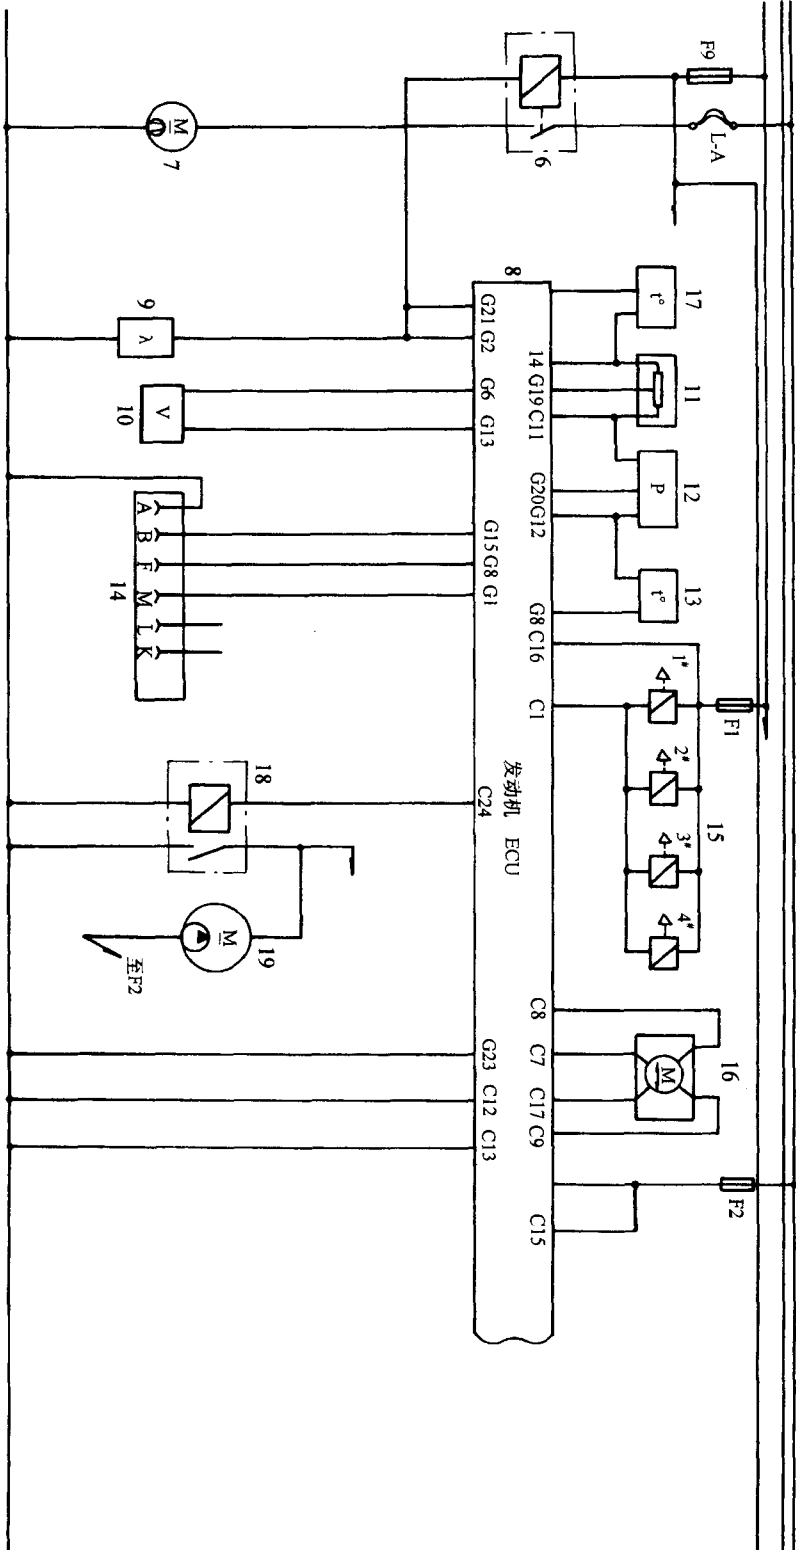 F9
L-A
F1
F2
17
11
12
13
15
16
t°
P
t°
1#
2#
3#
4#
M
6
14 G19 C11 G20 G12 G8 C16 C1 C8 C7 C17 C9 C15
8
发动机 ECU
G21 G2 G6 G13 G15 G8 G1 C24 G23 C12 C13
18
19
M
M
7
9
λ
V
10
A B F M L K
14
至F2